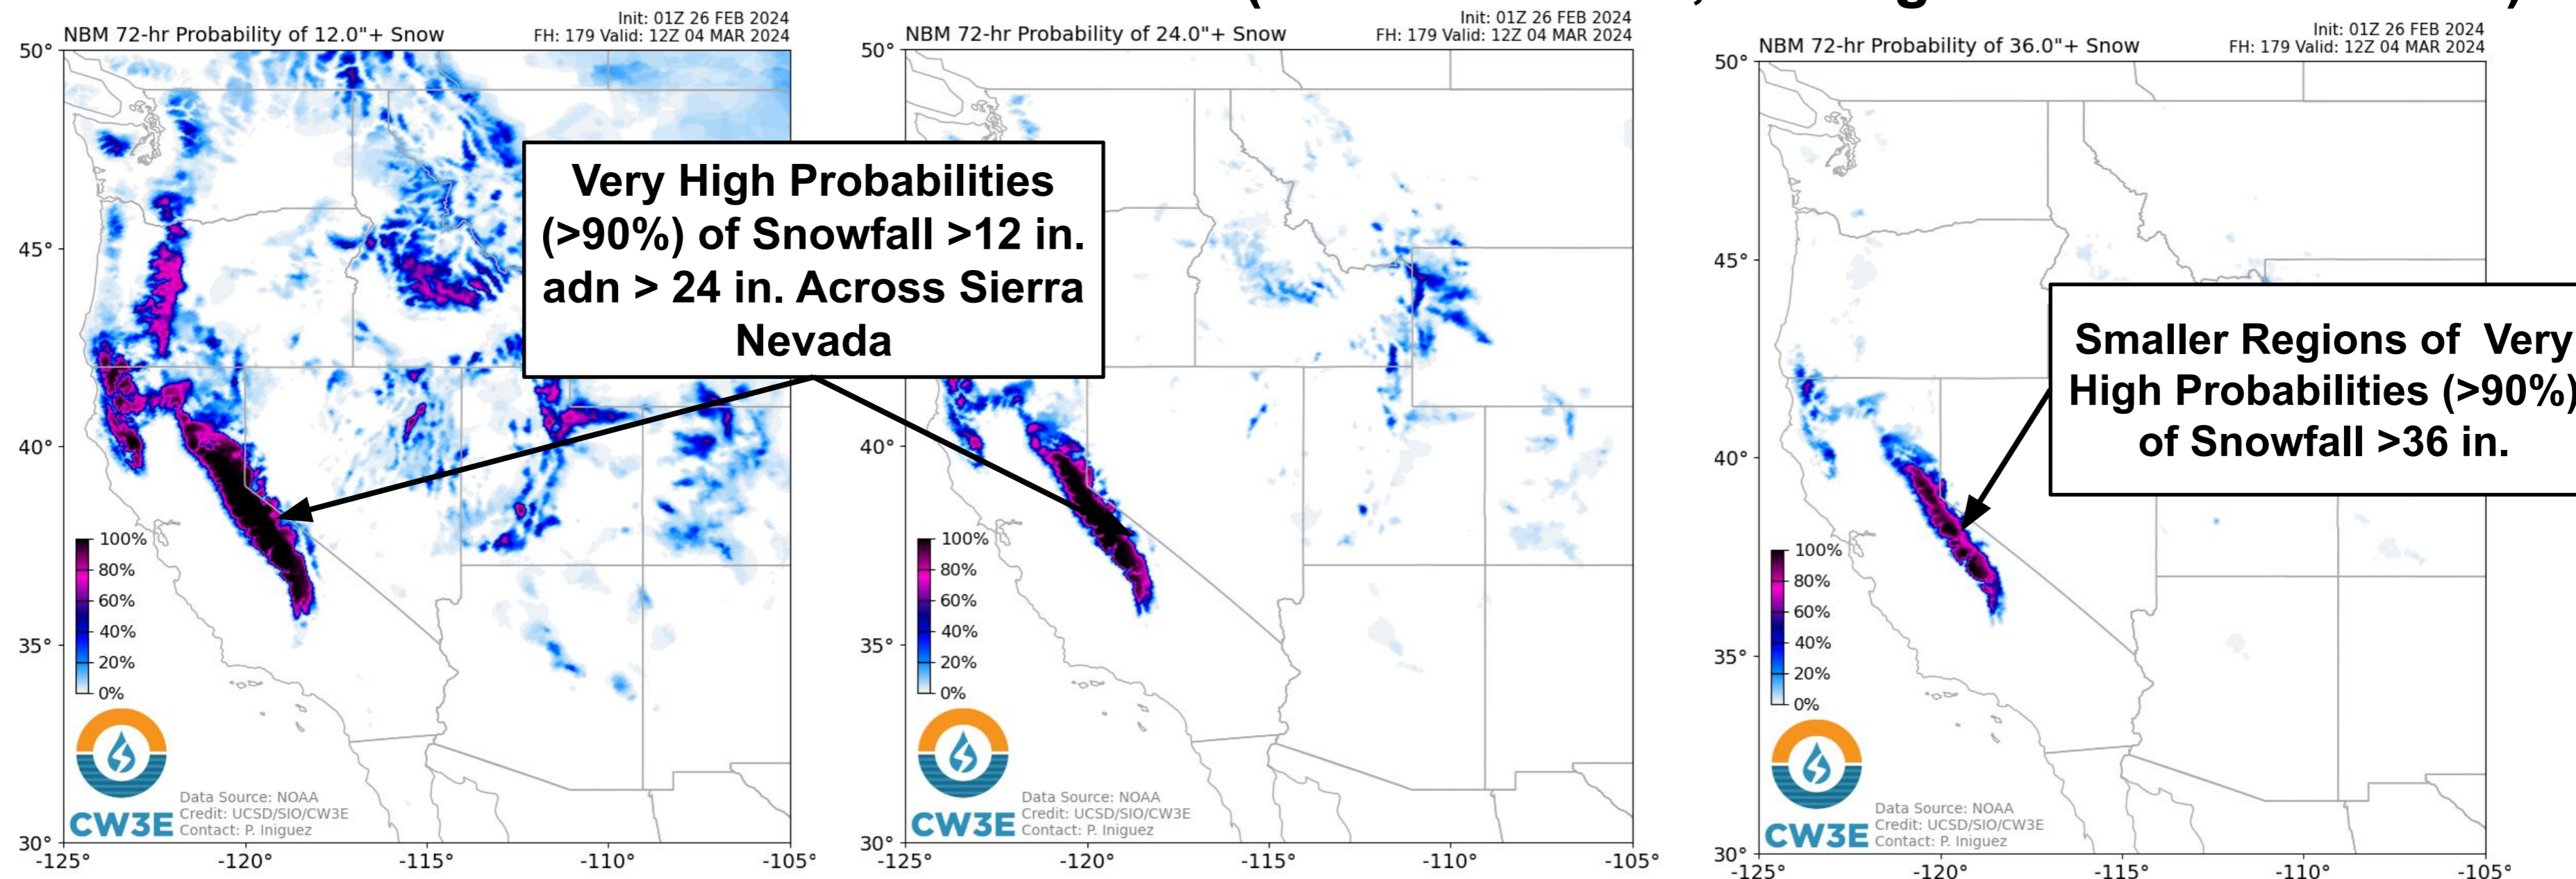 Init: 01Z 26 FEB 2024
NBM 72-hr Probability of 12.0"+ Snow
FH: 179 Valid: 12Z 04 MAR 2024
50°
45°
40°
35°
30°
-125°
-120°
-115°
-110°
-105°
100%
80%
60%
40%
20%
0%
CW3E
Data Source: NOAA
Credit: UCSD/SIO/CW3E
Contact: P. Iniguez
Very High Probabilities
(>90%) of Snowfall >12 in.
adn > 24 in. Across Sierra
Nevada
Init: 01Z 26 FEB 2024
NBM 72-hr Probability of 24.0"+ Snow
FH: 179 Valid: 12Z 04 MAR 2024
50°
45°
40°
35°
30°
-125°
-120°
-115°
-110°
-105°
100%
80%
60%
40%
20%
0%
CW3E
Data Source: NOAA
Credit: UCSD/SIO/CW3E
Contact: P. Iniguez
Init: 01Z 26 FEB 2024
NBM 72-hr Probability of 36.0"+ Snow
FH: 179 Valid: 12Z 04 MAR 2024
50°
45°
40°
35°
30°
-125°
-120°
-115°
-110°
-105°
100%
80%
60%
40%
20%
0%
CW3E
Data Source: NOAA
Credit: UCSD/SIO/CW3E
Contact: P. Iniguez
Smaller Regions of Very
High Probabilities (>90%)
of Snowfall >36 in.